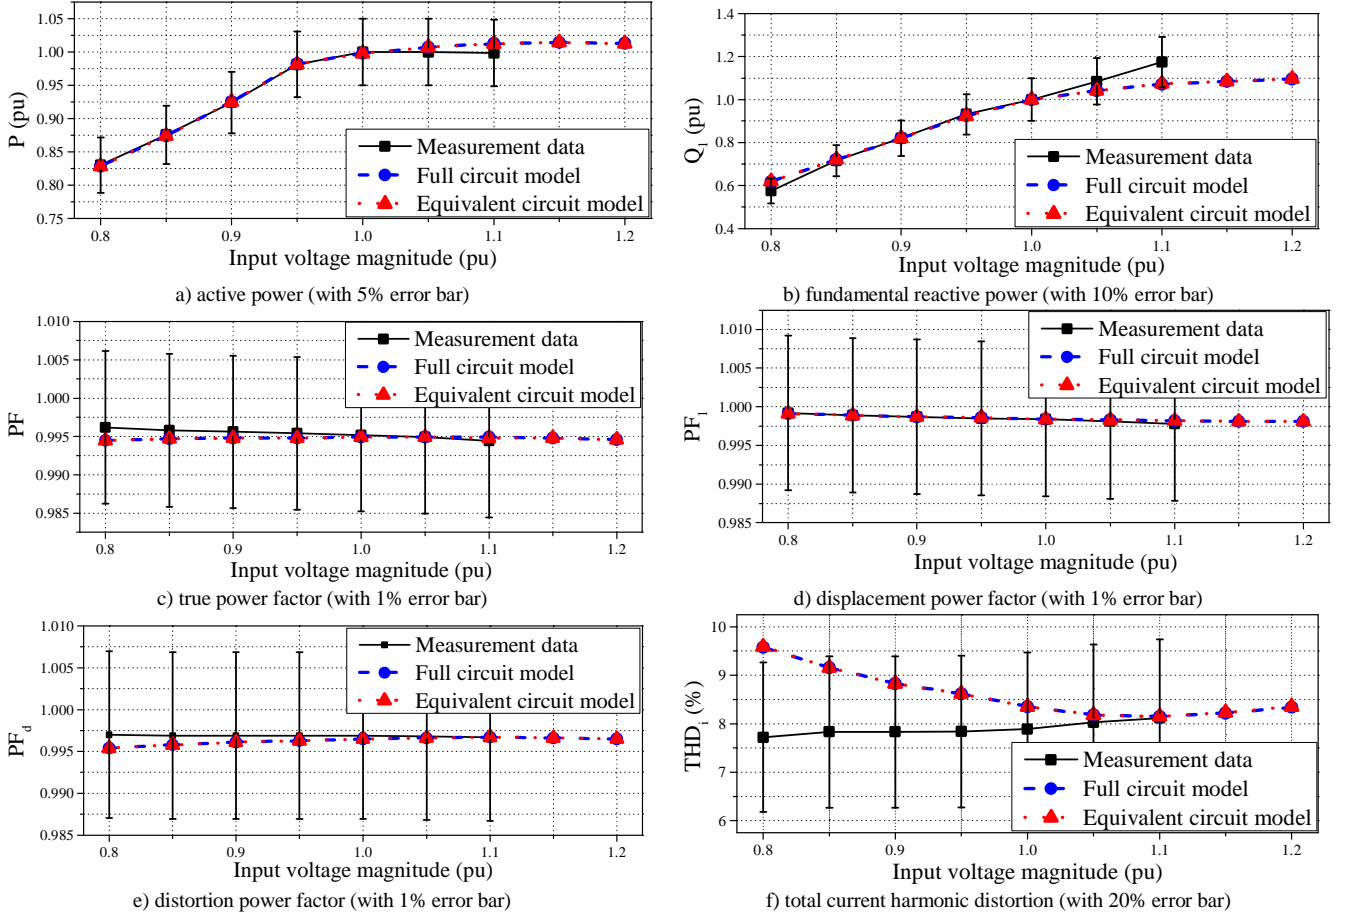 1.05
1.00
0.95
0.90
0.85
0.80
0.75
P (pu)
Measurement data
Full circuit model
Equivalent circuit model
0.8 0.9 1.0 1.1 1.2
Input voltage magnitude (pu)
a) active power (with 5% error bar)
1.4
1.2
1.0
0.8
0.6
0.4
Q1 (pu)
Measurement data
Full circuit model
Equivalent circuit model
0.8 0.9 1.0 1.1 1.2
Input voltage magnitude (pu)
b) fundamental reactive power (with 10% error bar)
1.010
1.005
1.000
0.995
0.990
0.985
PF
Measurement data
Full circuit model
Equivalent circuit model
0.8 0.9 1.0 1.1 1.2
Input voltage magnitude (pu)
c) true power factor (with 1% error bar)
1.010
1.005
1.000
0.995
0.990
0.985
PF1
Measurement data
Full circuit model
Equivalent circuit model
0.8 0.9 1.0 1.1 1.2
Input voltage magnitude (pu)
d) displacement power factor (with 1% error bar)
1.010
1.005
1.000
0.995
0.990
0.985
PFd
Measurement data
Full circuit model
Equivalent circuit model
0.8 0.9 1.0 1.1 1.2
Input voltage magnitude (pu)
e) distortion power factor (with 1% error bar)
10
9
8
7
6
THDi (%)
Measurement data
Full circuit model
Equivalent circuit model
0.8 0.9 1.0 1.1 1.2
Input voltage magnitude (pu)
f) total current harmonic distortion (with 20% error bar)